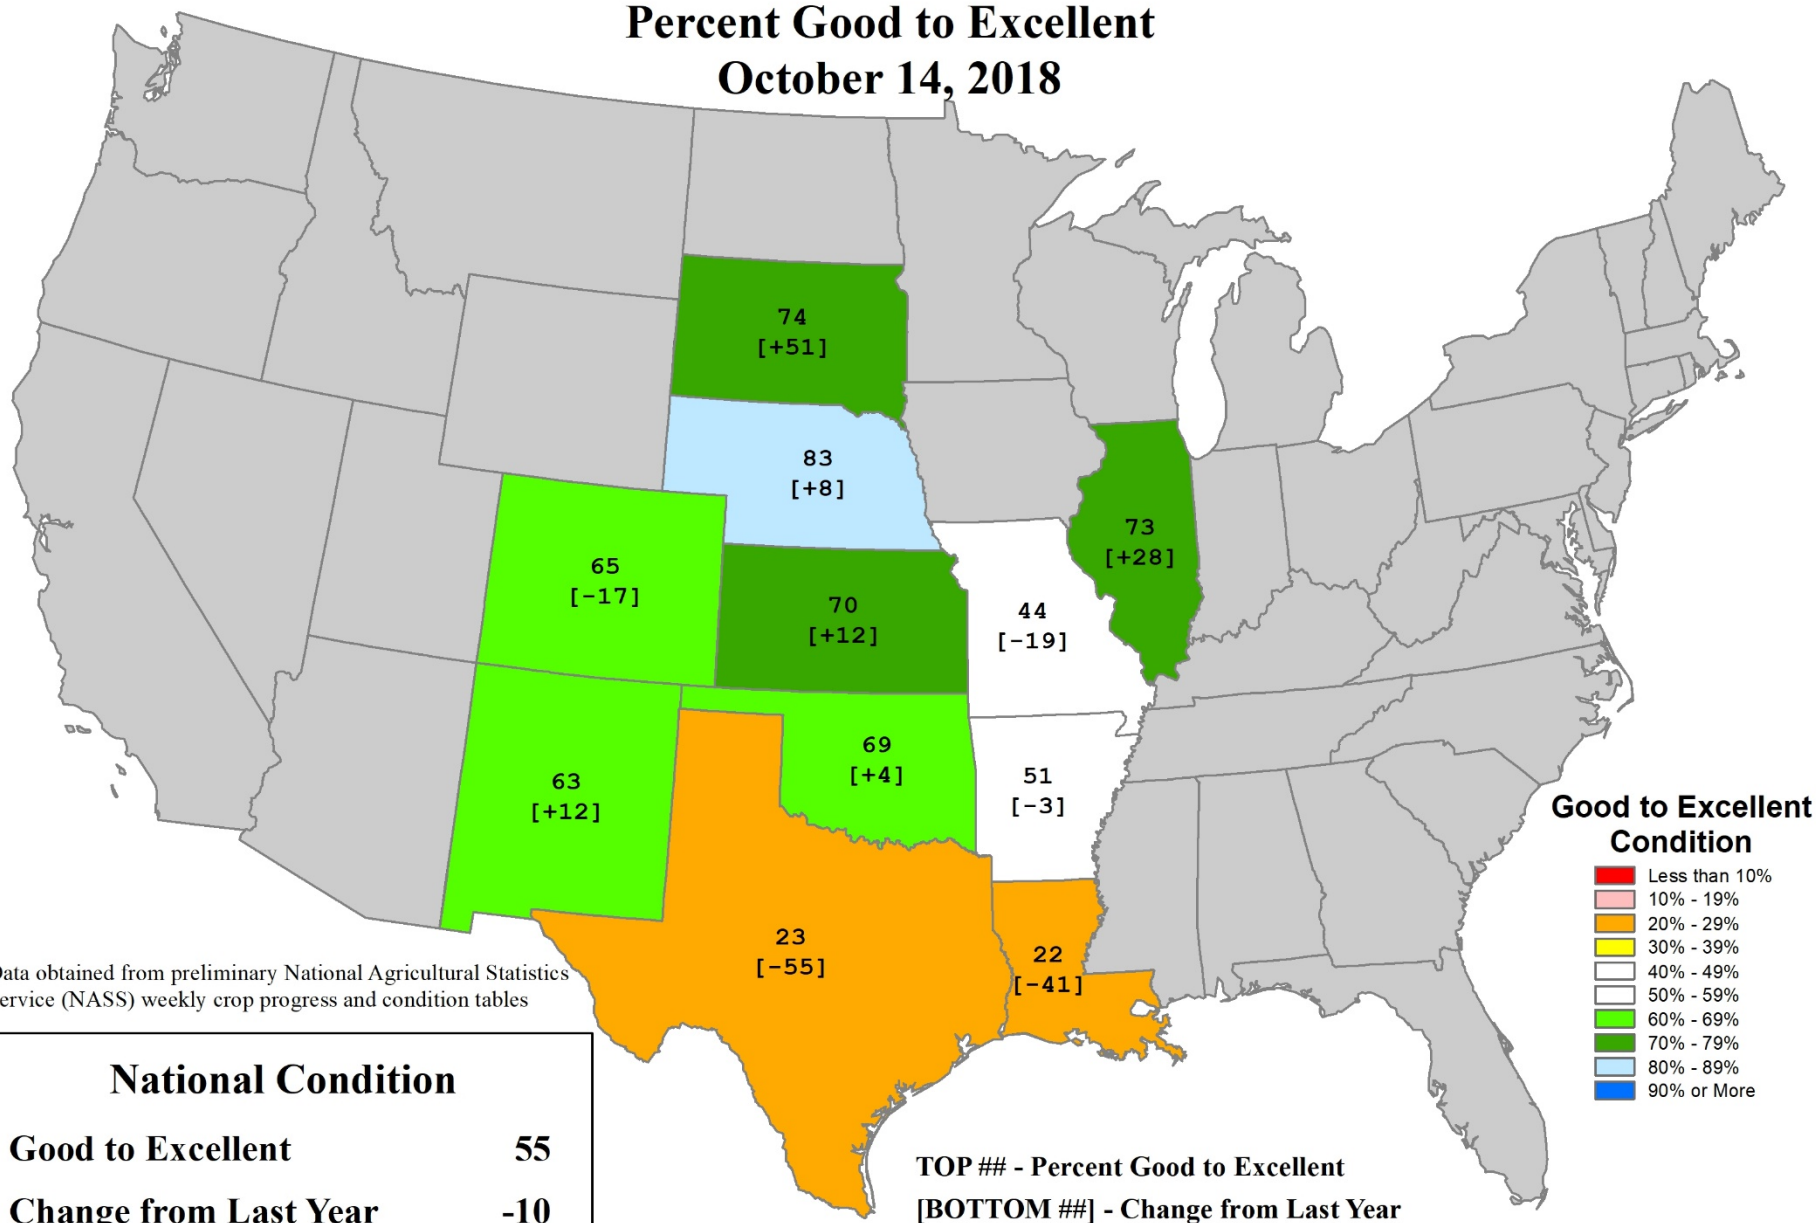 Percent Good to Excellent
October 14, 2018
74
[+51]
83
[+8]
73
[+28]
65
[-17]
70
[+12]
44
[-19]
69
[+4]
63
[+12]
51
[-3]
23
[-55]
22
[-41]
Good to Excellent
Condition
Less than 10%
10% - 19%
20% - 29%
30% - 39%
40% - 49%
50% - 59%
60% - 69%
70% - 79%
80% - 89%
90% or More
ata obtained from preliminary National Agricultural Statistics
ervice (NASS) weekly crop progress and condition tables
National Condition
Good to Excellent 55
Change from Last Year -10
TOP ## - Percent Good to Excellent
[BOTTOM ##] - Change from Last Year